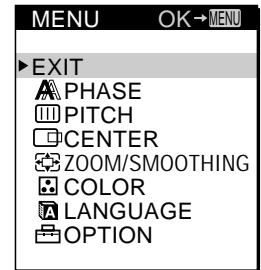 MENU OK→MENU
▶EXIT
PHASE
PITCH
CENTER
ZOOM/SMOOTHING
COLOR
LANGUAGE
OPTION